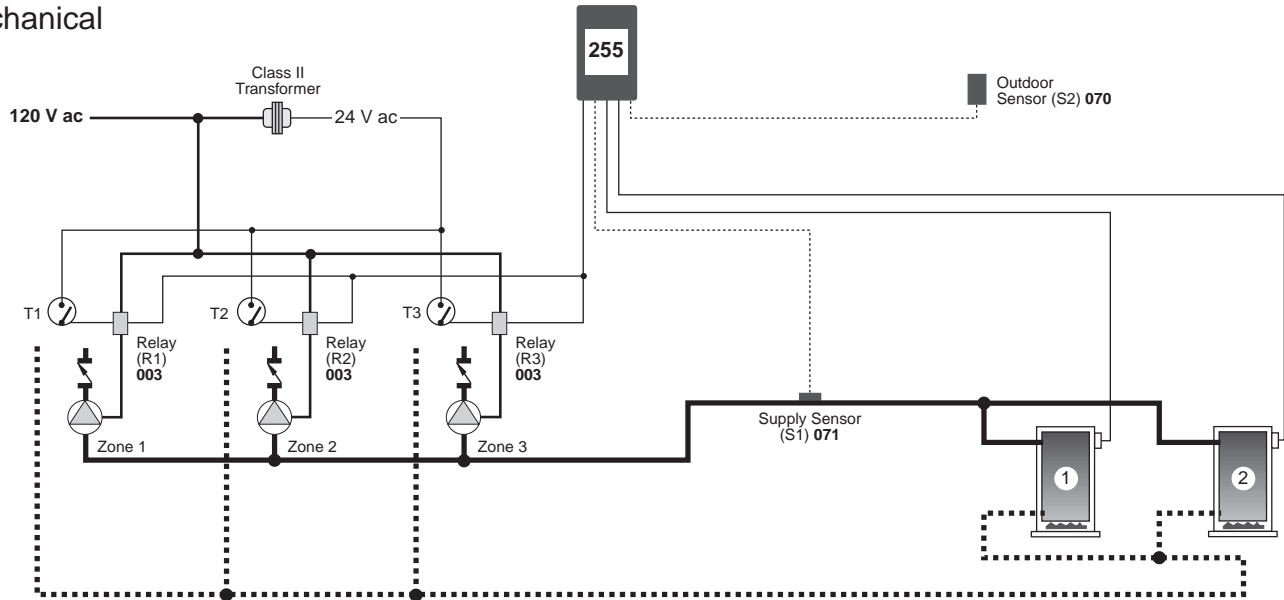 chanical
255
Class II
Transformer
120 V ac
24 V ac
Outdoor
Sensor (S2) 070
T1
T2
T3
Relay
(R1)
003
Relay
(R2)
003
Relay
(R3)
003
Zone 1
Zone 2
Zone 3
Supply Sensor
(S1) 071
1
2